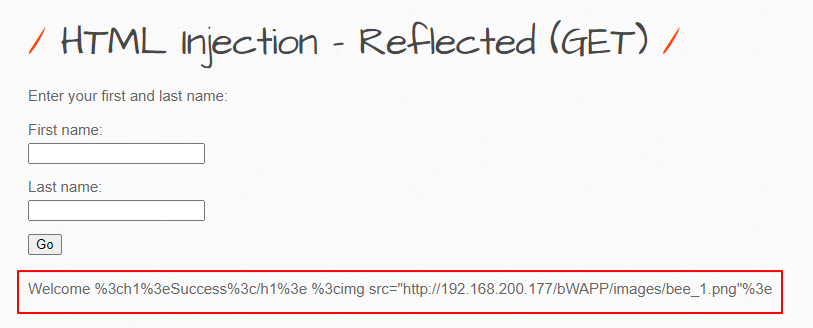 / HTML Injection - Reflected (GET) /
Enter your first and last name:
First name:
Last name:
Go
Welcome %3ch1%3eSuccess%3c/h1%3e %3cimg src="http://192.168.200.177/bWAPP/images/bee_1.png"%3e